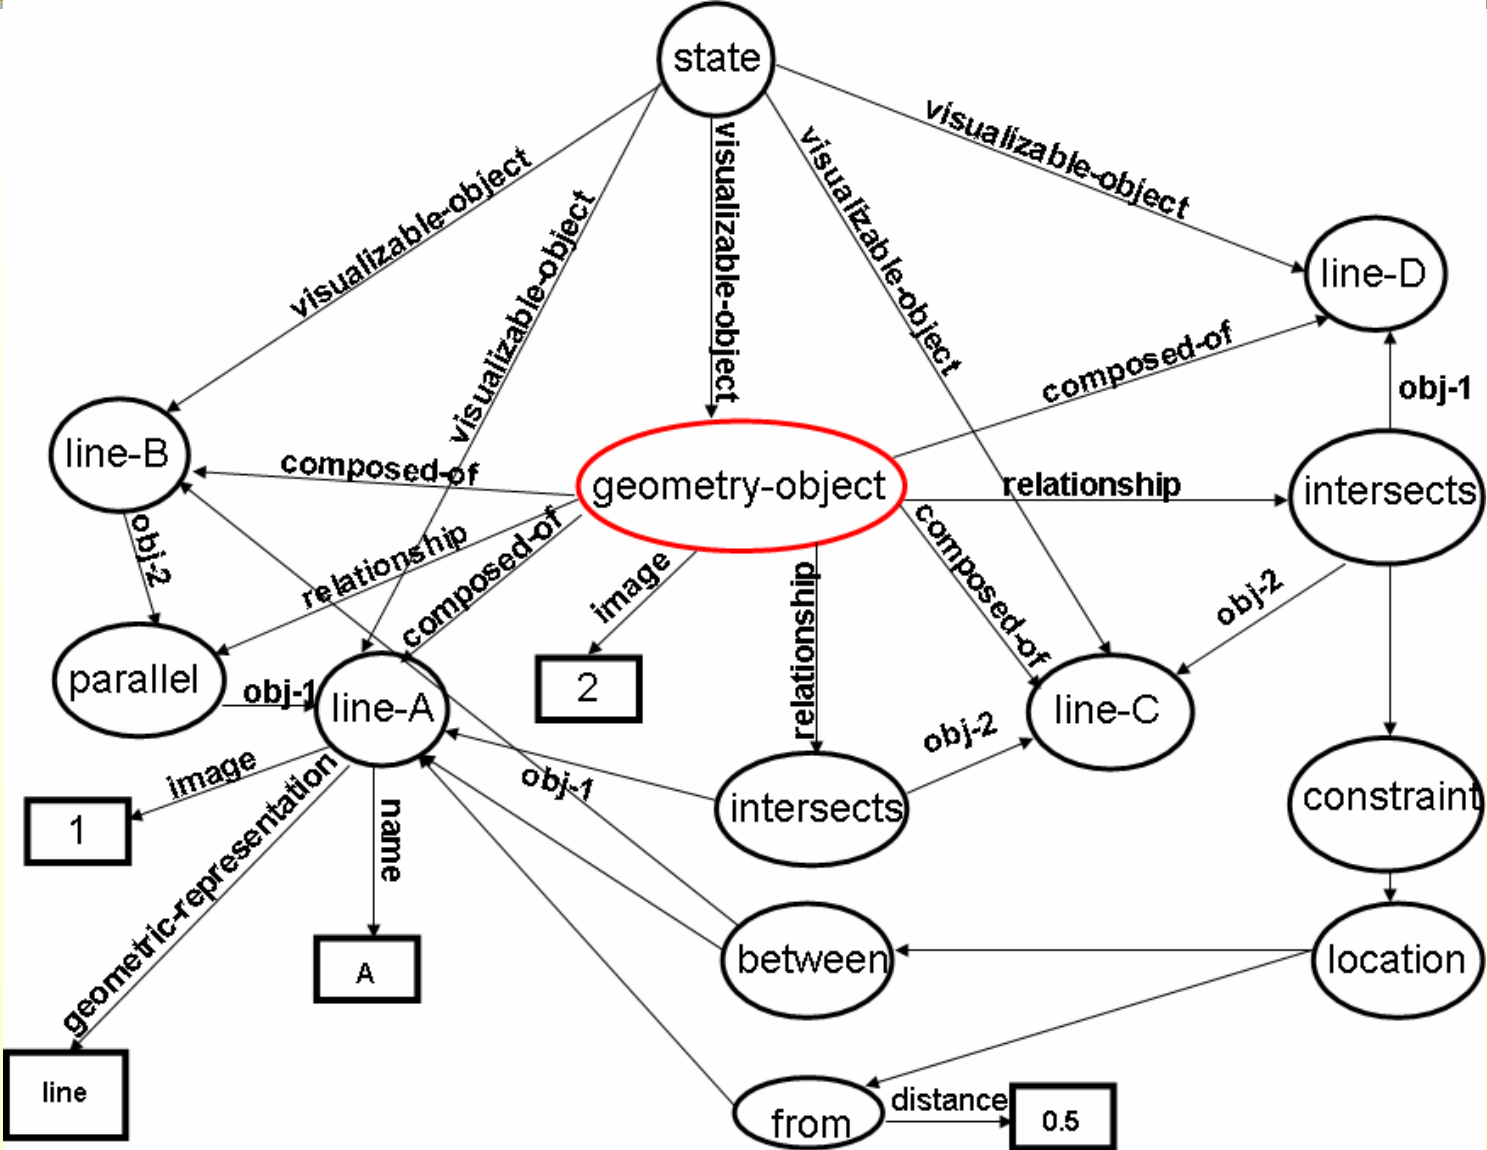 state
visualizable-object
visualizable-object
visualizable-object
visualizable-object
visualizable-object
line-D
line-B
composed-of
geometry-object
composed-of
relationship
obj-1
intersects
obj-2
relationship
composed-of
image
relationship
composed-of
obj-2
parallel
obj-1
line-A
2
line-C
obj-2
image
geometric-representation
name
obj-1
intersects
constraint
1
A
between
location
line
from
distance
0.5